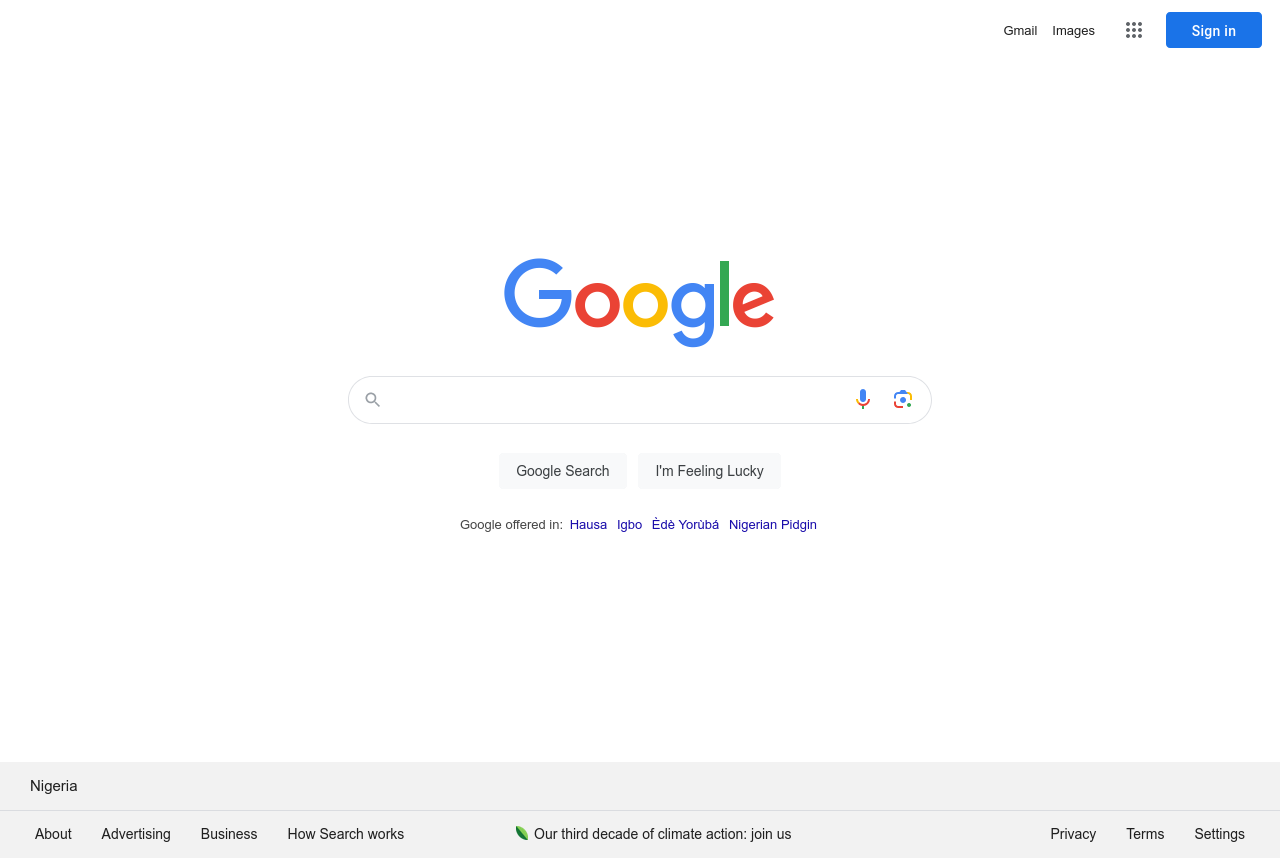 Gmail Images Sign in
Google
Google Search I'm Feeling Lucky
Google offered in: Hausa Igbo Èdè Yorùbá Nigerian Pidgin
Nigeria
About Advertising Business How Search works Our third decade of climate action: join us Privacy Terms Settings